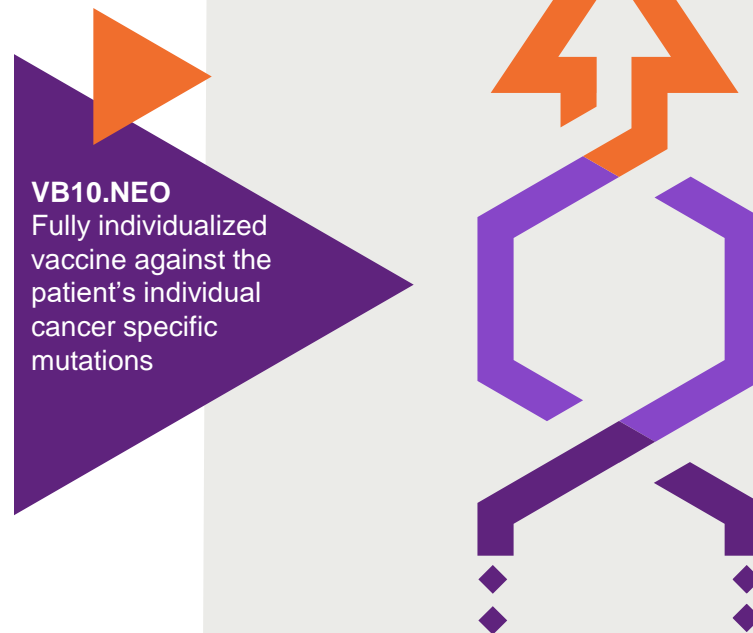 VB10.NEO
Fully individualized
vaccine against the
patient’s individual
cancer specific
mutations